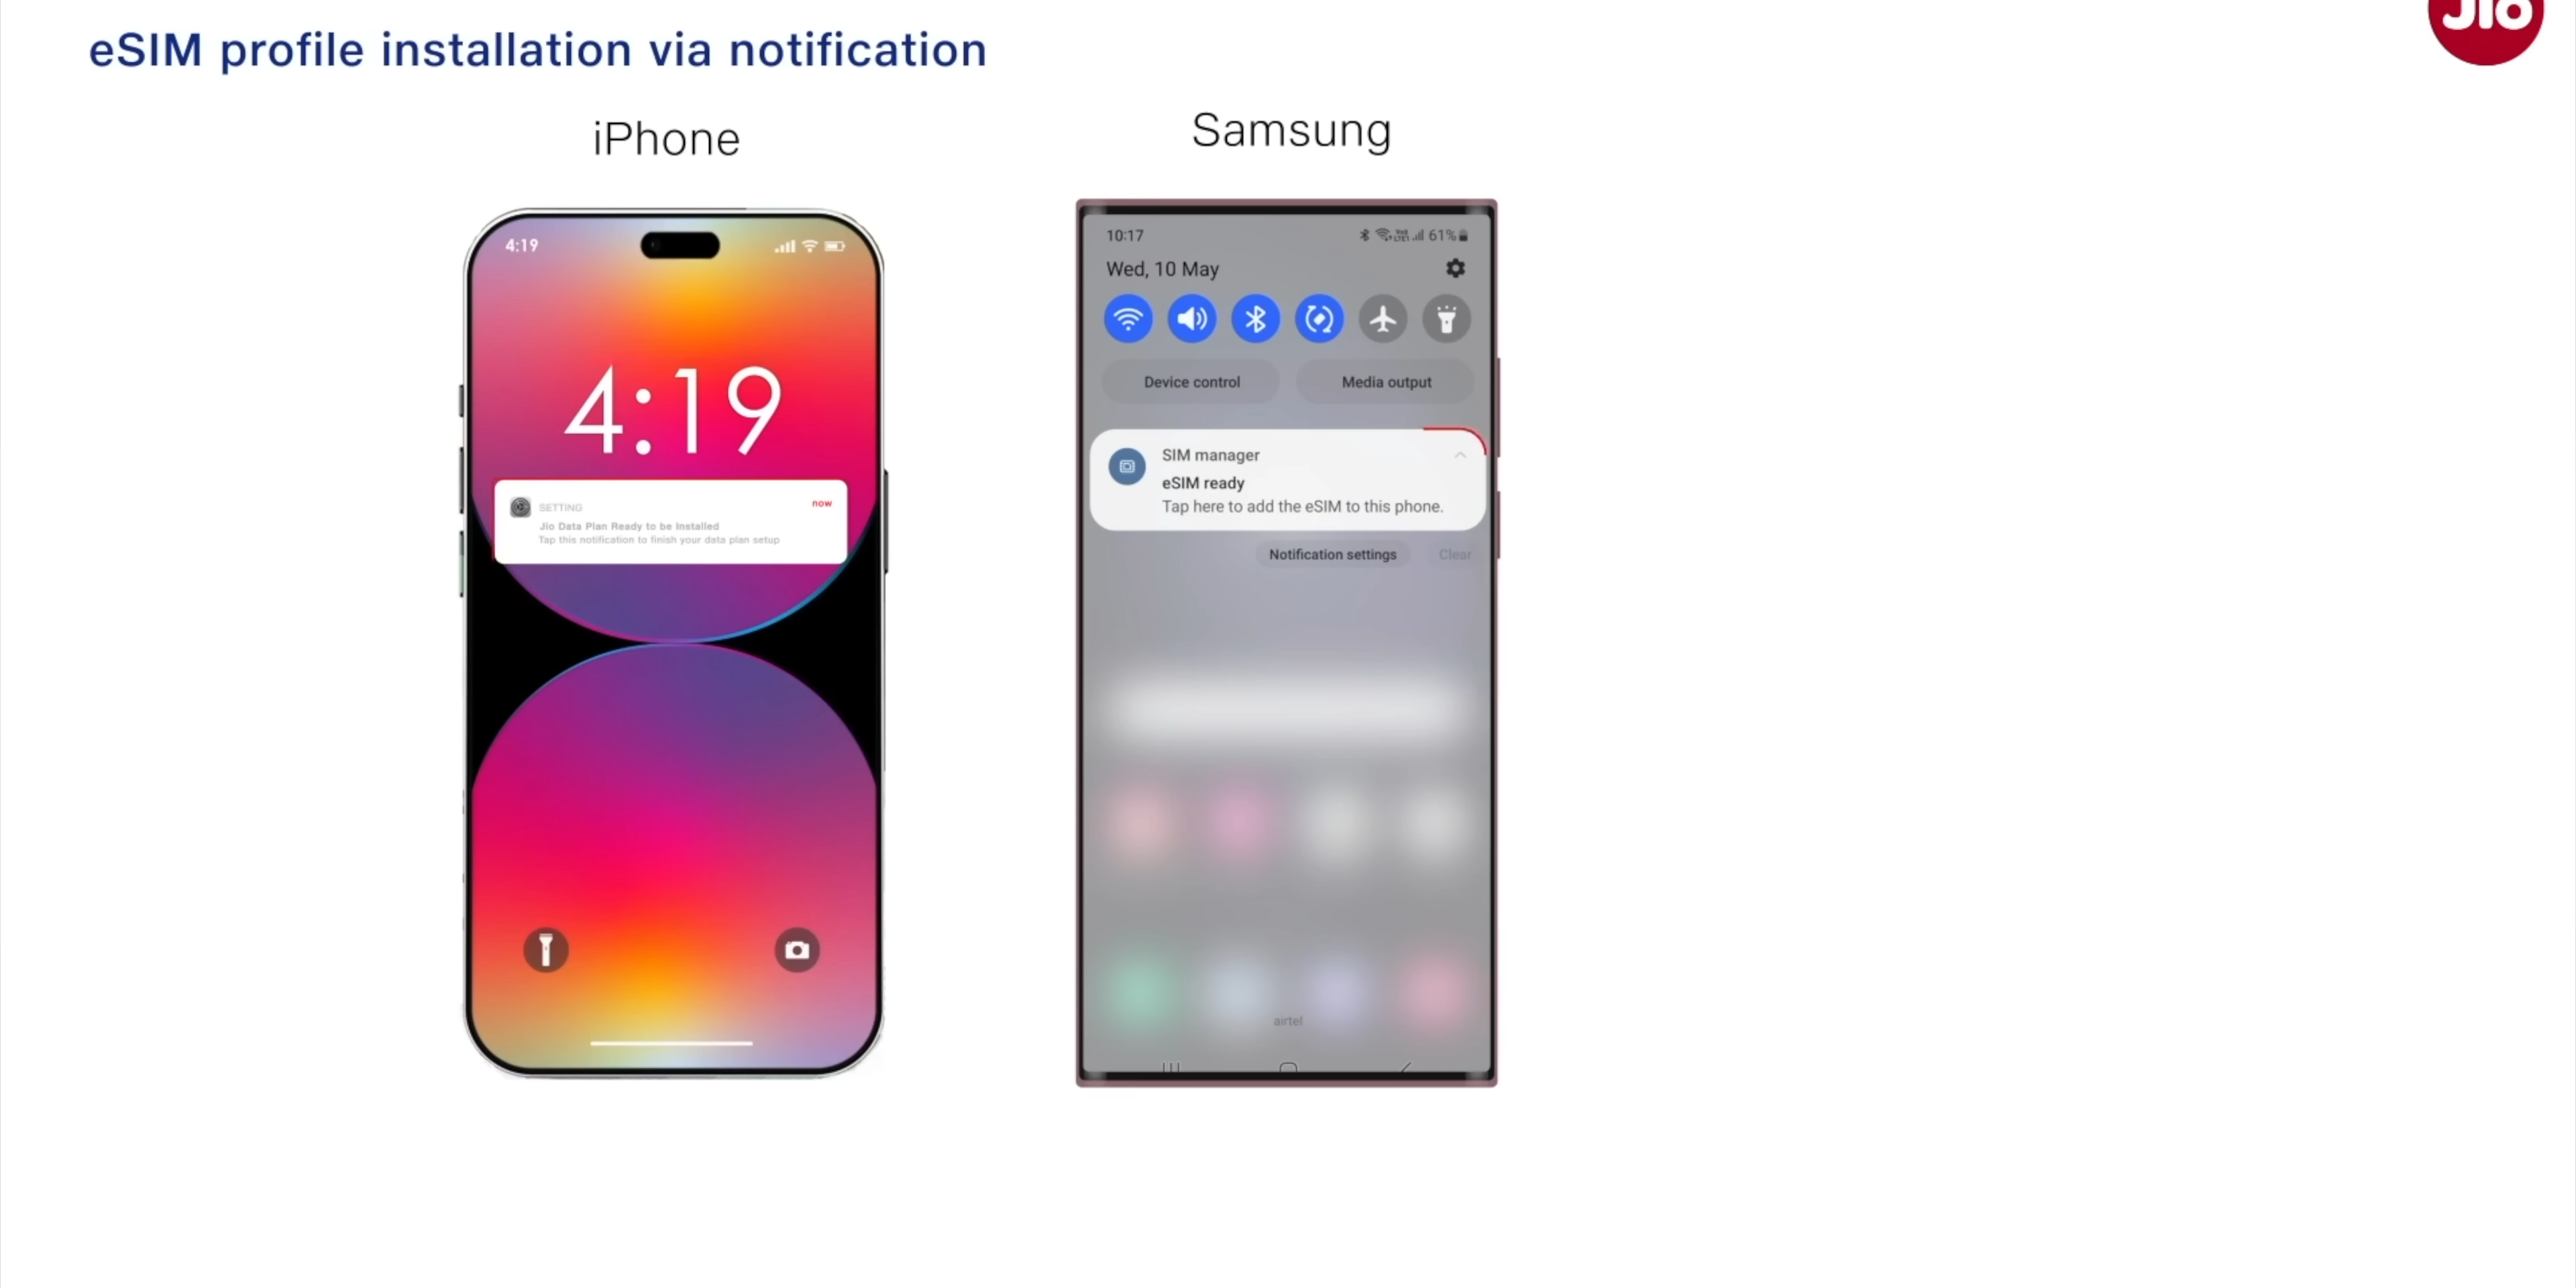 eSIM profile installation via notification
Jio
iPhone
Samsung
4:19
4:19
SETTING
now
Jio Data Plan Ready to be Installed
Tap this notification to finish your data plan setup
10:17
61%
Wed, 10 May
Device control
Media output
SIM manager
eSIM ready
Tap here to add the eSIM to this phone.
Notification settings
Clear
airtel